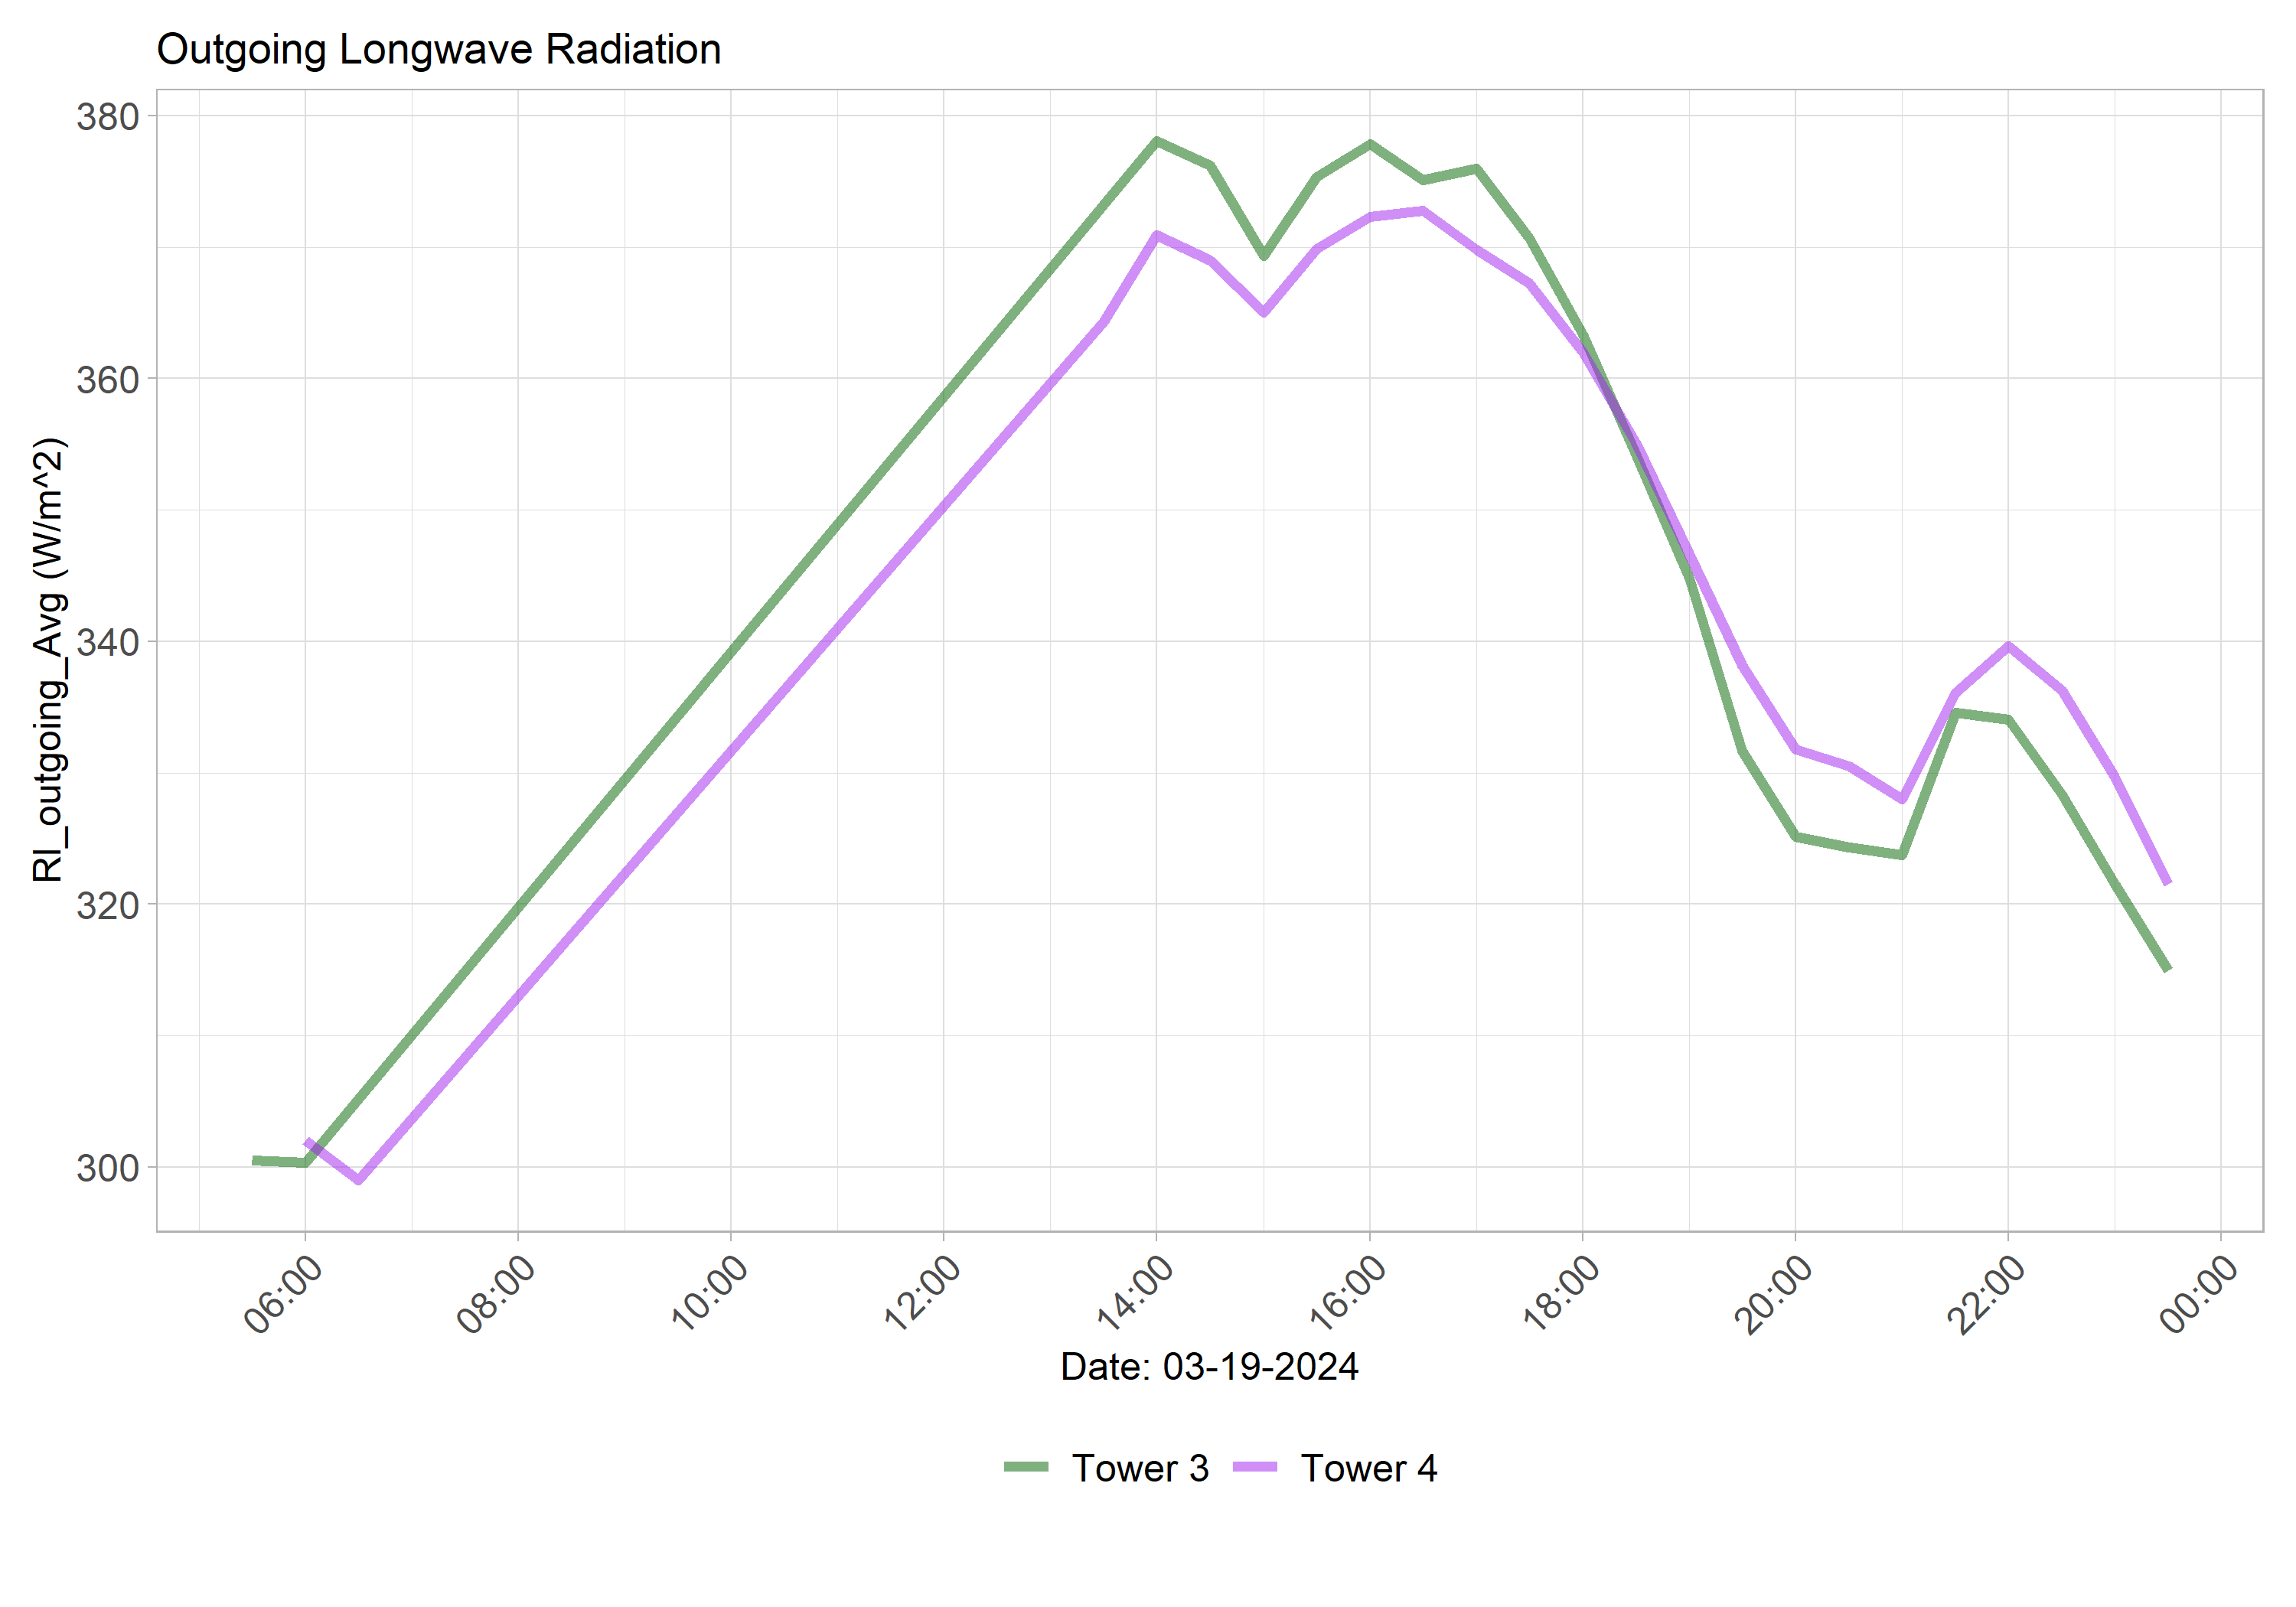 Outgoing Longwave Radiation
Rl_outgoing_Avg (W/m^2)
380
360
340
320
300
06:00 08:00 10:00 12:00 14:00 16:00 18:00 20:00 22:00 00:00
Date: 03-19-2024
Tower 3 Tower 4